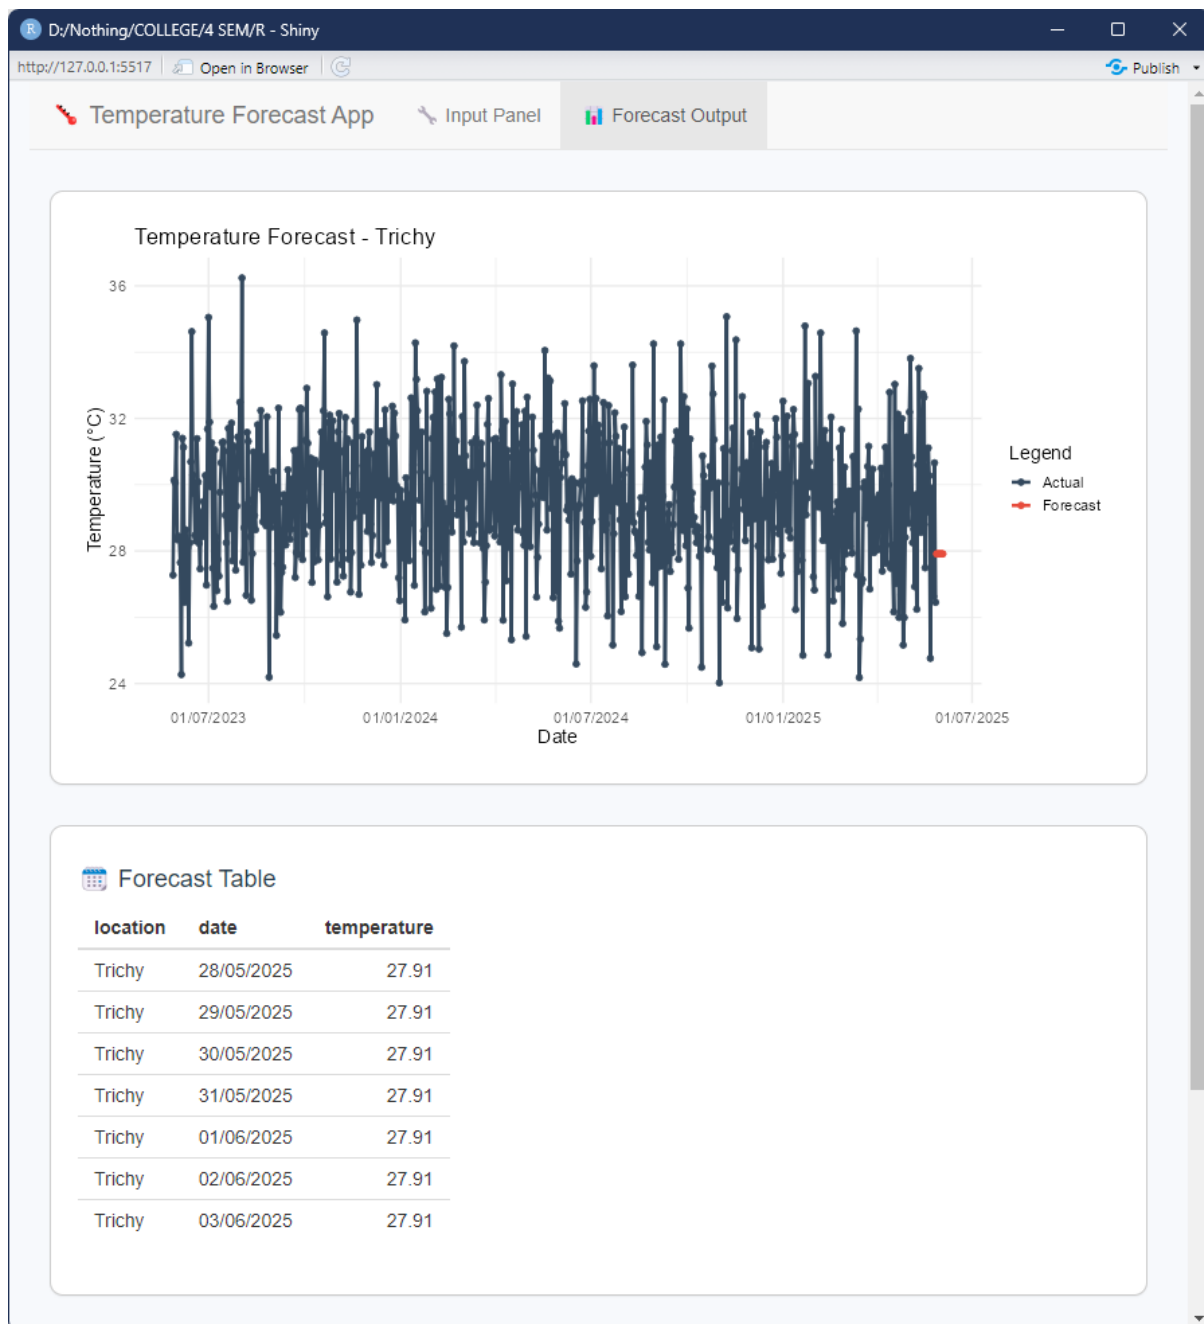 D:/Nothing/COLLEGE/4 SEM/R - Shiny
http://127.0.0.1:5517 Open in Browser Publish
Temperature Forecast App Input Panel Forecast Output
Temperature Forecast - Trichy
36
32
28
24
Temperature (°C)
01/07/2023 01/01/2024 01/07/2024 01/01/2025 01/07/2025
Date
Legend
Actual
Forecast
Forecast Table
location date temperature
Trichy 28/05/2025 27.91
Trichy 29/05/2025 27.91
Trichy 30/05/2025 27.91
Trichy 31/05/2025 27.91
Trichy 01/06/2025 27.91
Trichy 02/06/2025 27.91
Trichy 03/06/2025 27.91